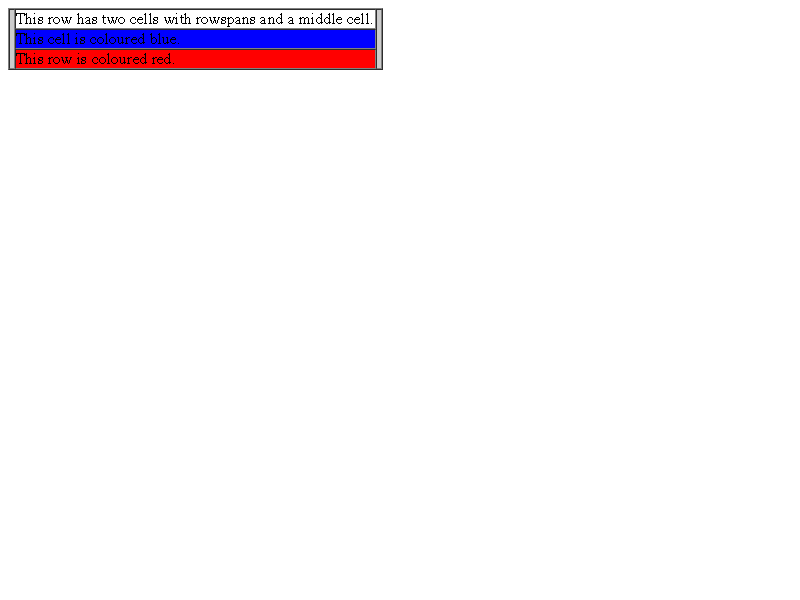 This row has two cells with rowspans and a middle cell.
This cell is coloured blue.
This row is coloured red.